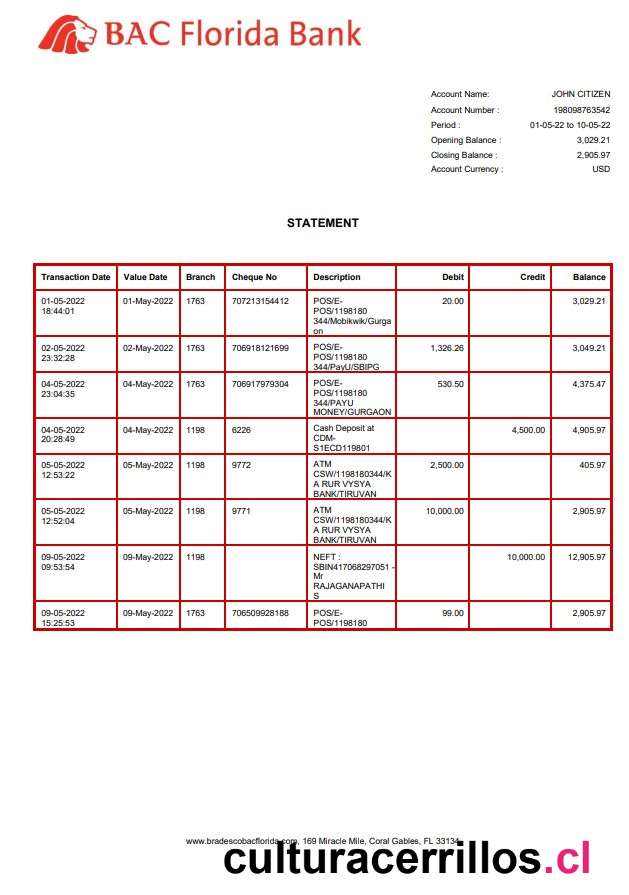 BAC Florida Bank
Account Name: JOHN CITIZEN
Account Number : 198098763542
Period : 01-05-22 to 10-05-22
Opening Balance : 3,029.21
Closing Balance : 2,905.97
Account Currency : USD
STATEMENT
Transaction Date Value Date Branch Cheque No Description Debit Credit Balance
01-05-2022 01-May-2022 1763 707213154412 POS/E- 20.00 3,029.21
18:44:01 POS/1198180
344/Mobikwik/Gurga
on
02-05-2022 02-May-2022 1763 706918121699 POS/E- 1,326.26 3,049.21
23:32:28 POS/1198180
344/PayU/SBIPG
04-05-2022 04-May-2022 1763 706917979304 POS/E- 530.50 4,375.47
23:04:35 POS/1198180
344/PAYU
MONEY/GURGAON
04-05-2022 04-May-2022 1198 6226 Cash Deposit at 4,500.00 4,905.97
20:28:49 CDM-
S1ECD119801
05-05-2022 05-May-2022 1198 9772 ATM 2,500.00 405.97
12:53:22 CSW/1198180344/K
A RUR VYSYA
BANK/TIRUVAN
05-05-2022 05-May-2022 1198 9771 ATM 10,000.00 2,905.97
12:52:04 CSW/1198180344/K
A RUR VYSYA
BANK/TIRUVAN
09-05-2022 09-May-2022 1198 NEFT : 10,000.00 12,905.97
09:53:54 SBIN417068297051 -
Mr
RAJAGANAPATHI
S
09-05-2022 09-May-2022 1763 706509928188 POS/E- 99.00 2,905.97
15:25:53 POS/1198180
www.bradescobacflorida.com, 169 Miracle Mile, Coral Gables, FL 33134
culturacerrillos.cl